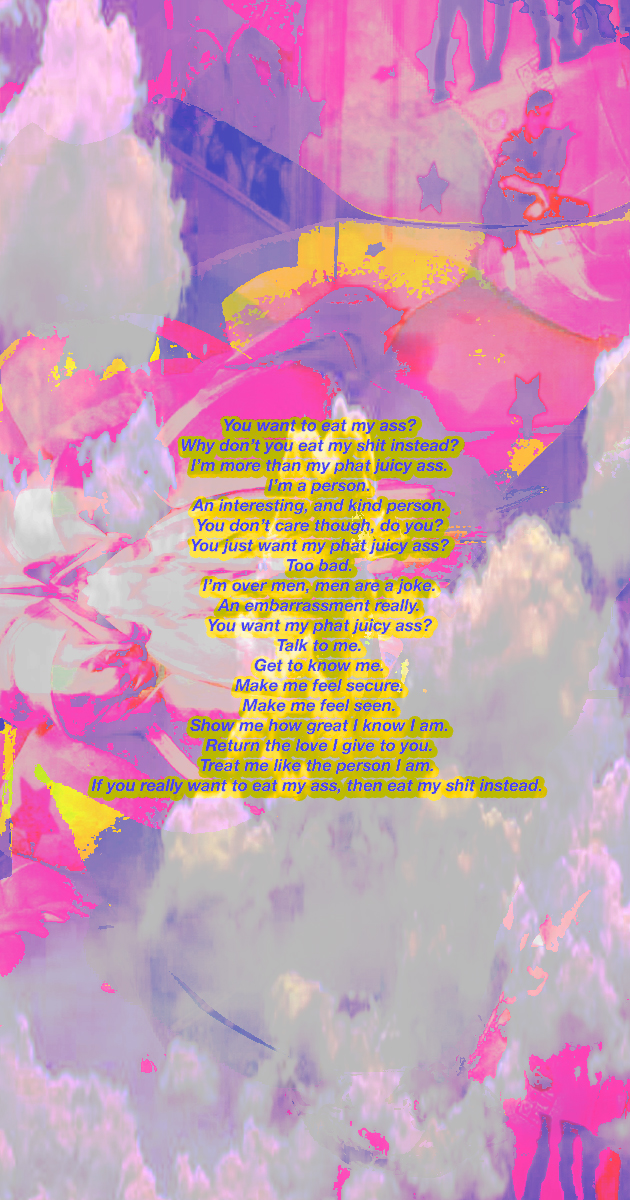 You want to eat my ass?
Why don't you eat my shit instead?
I'm more than my phat juicy ass.
I'm a person.
An interesting, and kind person.
You don't care though, do you?
You just want my phat juicy ass?
Too bad.
I'm over men, men are a joke.
An embarrassment really.
You want my phat juicy ass?
Talk to me.
Get to know me.
Make me feel secure.
Make me feel seen.
Show me how great I know I am.
Return the love I give to you.
Treat me like the person I am.
If you really want to eat my ass, then eat my shit instead.